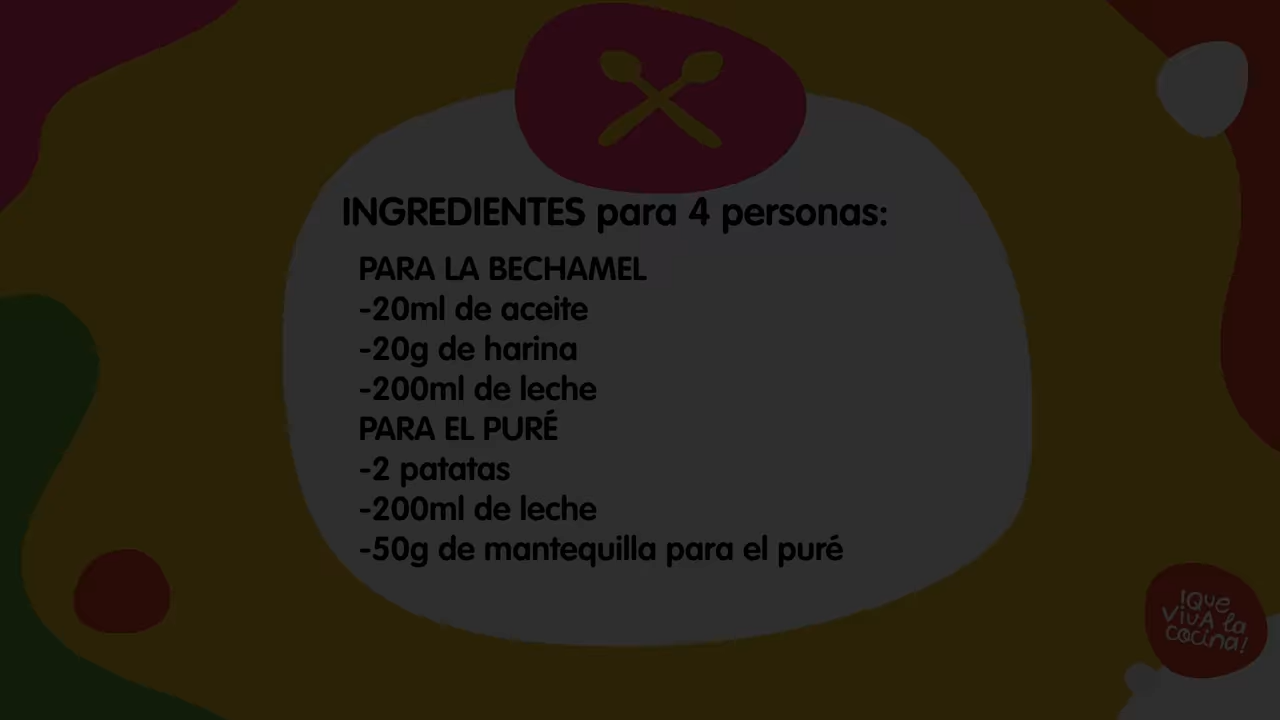 INGREDIENTES para 4 personas:
PARA LA BECHAMEL
-20ml de aceite
-20g de harina
-200ml de leche
PARA EL PURÉ
-2 patatas
-200ml de leche
-50g de mantequilla para el puré
¡Que
vivA la
cocina!